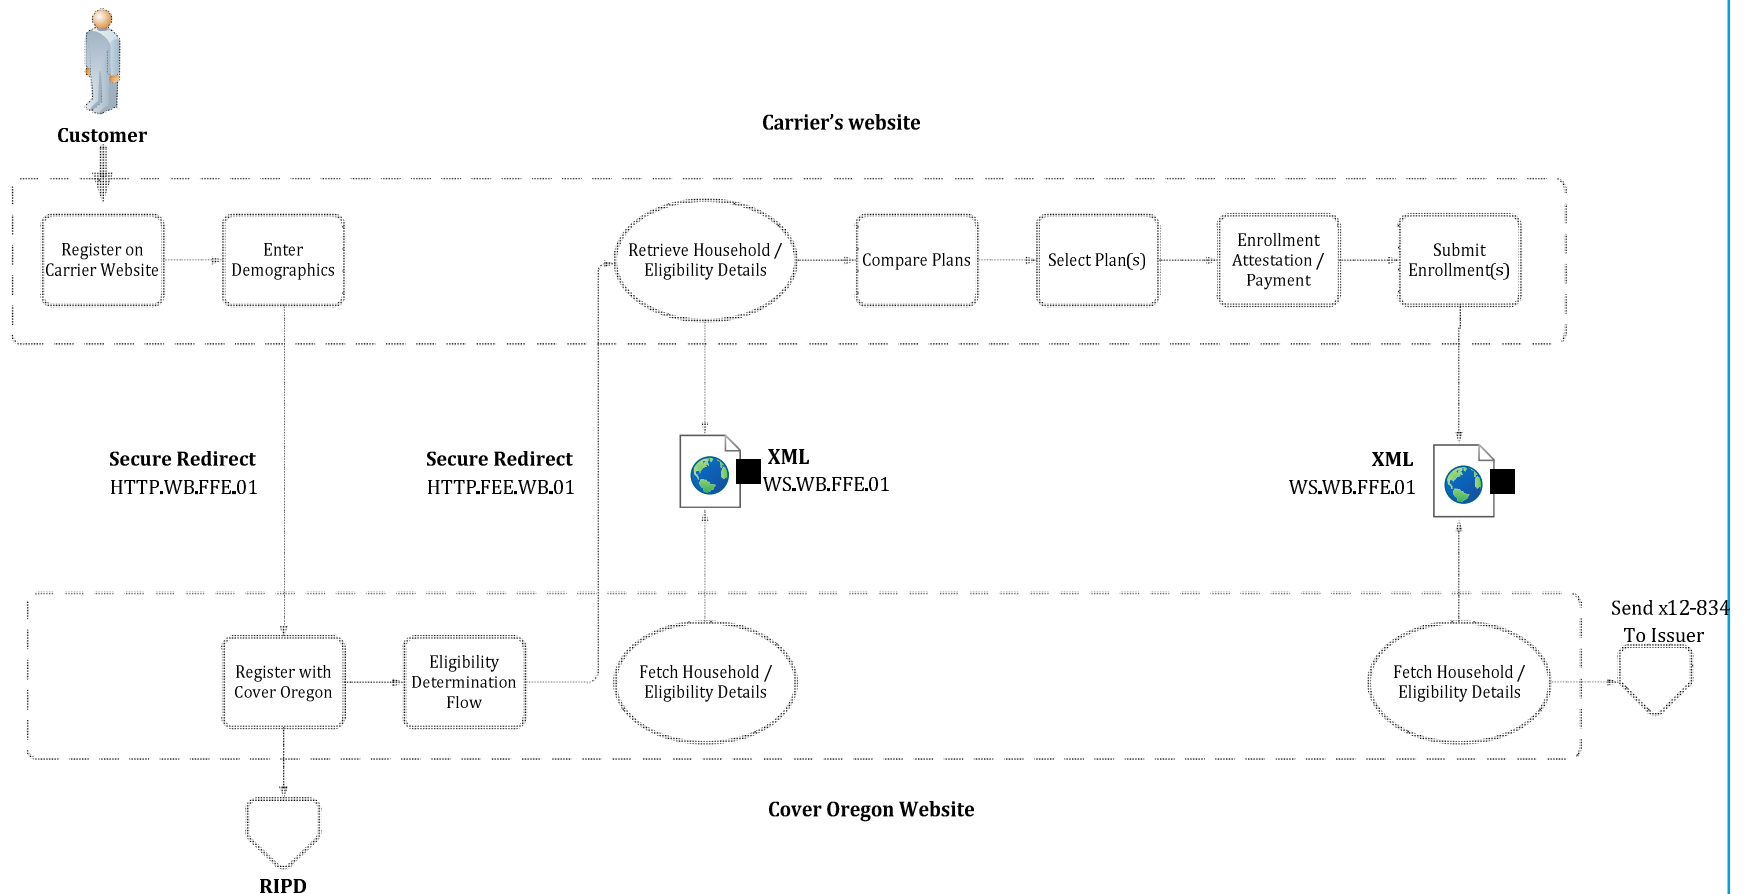 Customer
Carrier’s website
Register on
Carrier Website
Enter
Demographics
Retrieve Household /
Eligibility Details
Compare Plans
Select Plan(s)
Enrollment
Attestation /
Payment
Submit
Enrollment(s)
Secure Redirect
HTTP.WB.FFE.01
Secure Redirect
HTTP.FEE.WB.01
XML
WS.WB.FFE.01
XML
WS.WB.FFE.01
Register with
Cover Oregon
Eligibility
Determination
Flow
Fetch Household /
Eligibility Details
Fetch Household /
Eligibility Details
Send x12-834
To Issuer
Cover Oregon Website
RIPD